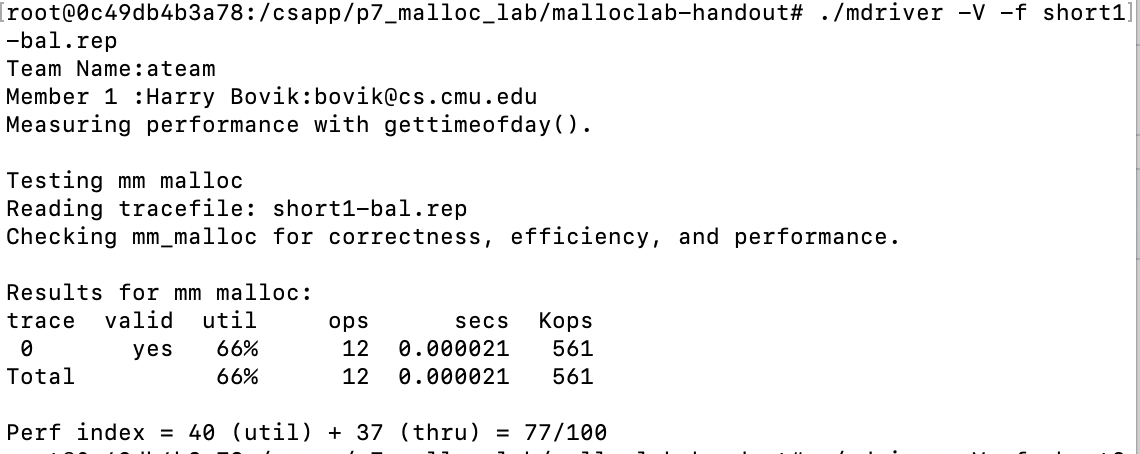 root@0c49db4b3a78:/csapp/p7_malloc_lab/malloclab-handout# ./mdriver -V -f short1
-bal.rep
Team Name:ateam
Member 1 :Harry Bovik:bovik@cs.cmu.edu
Measuring performance with gettimeofday().
Testing mm malloc
Reading tracefile: short1-bal.rep
Checking mm_malloc for correctness, efficiency, and performance.
Results for mm malloc:
trace  valid  util     ops      secs  Kops
 0       yes   66%      12  0.000021   561
Total          66%      12  0.000021   561
Perf index = 40 (util) + 37 (thru) = 77/100